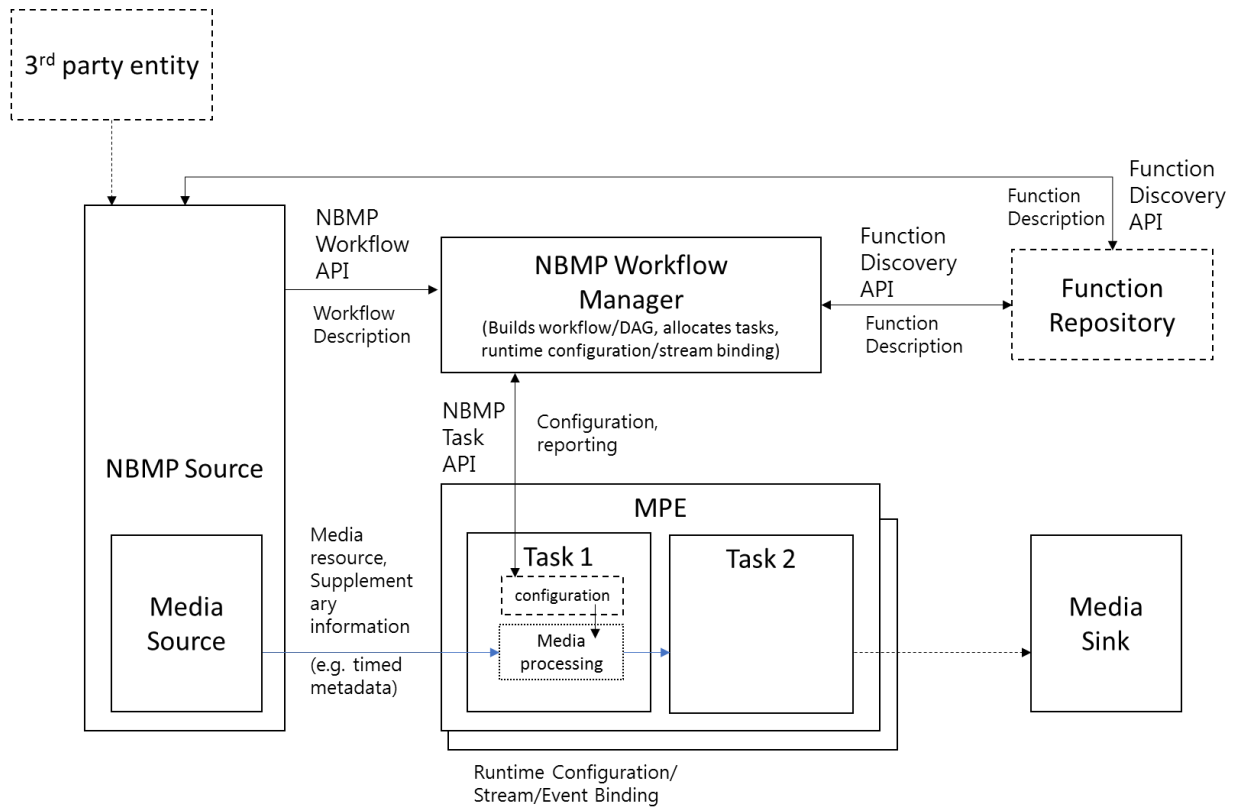 3rd party entity
Function
Discovery
API
Function
Description
NBMP
Workflow
API
Workflow
Description
NBMP Workflow
Manager
(Builds workflow/DAG, allocates tasks,
runtime configuration/stream binding)
Function
Discovery
API
Function
Description
Function
Repository
NBMP
Task
API
Configuration,
reporting
NBMP Source
Media
Source
Media
resource,
Supplement
ary
information
(e.g. timed
metadata)
MPE
Task 1
configuration
Media
processing
Task 2
Media
Sink
Runtime Configuration/
Stream/Event Binding